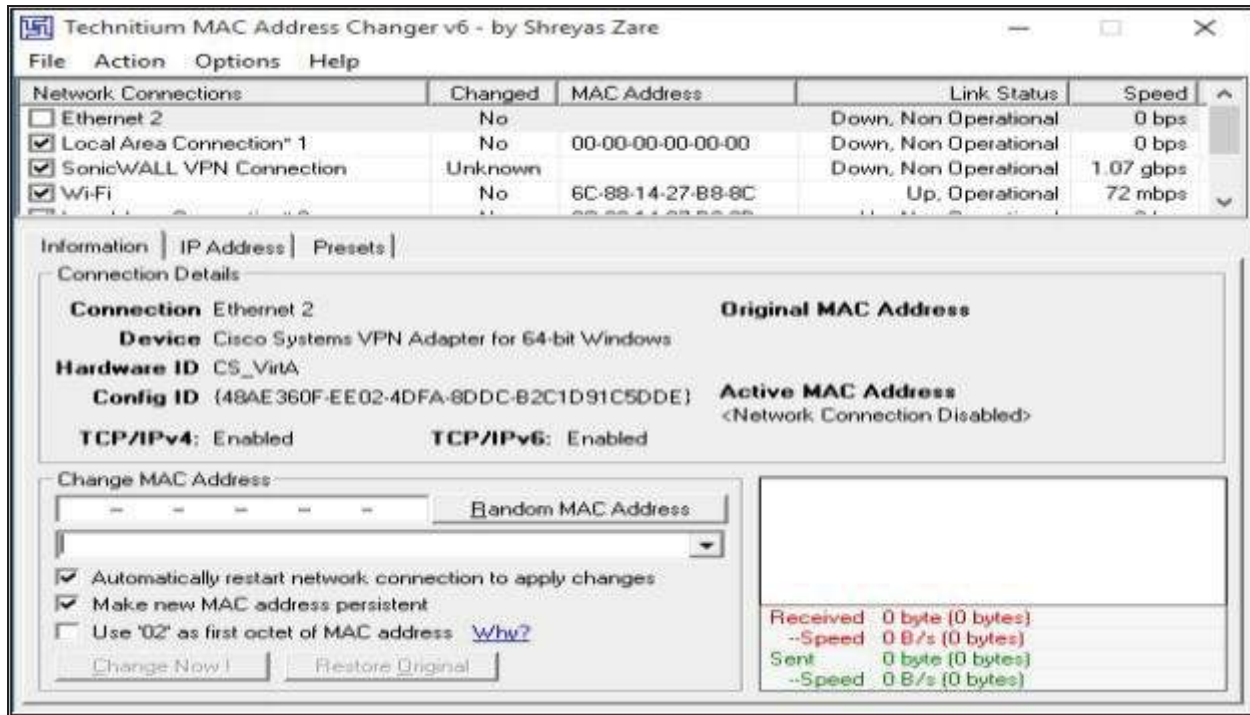 Technitium MAC Address Changer v6 - by Shreyas Zare
File Action Options Help
Network Connections Changed MAC Address Link Status Speed
Ethernet 2 No Down, Non Operational 0 bps
Local Area Connection* 1 No 00-00-00-00-00-00 Down, Non Operational 0 bps
SonicWALL VPN Connection Unknown Down, Non Operational 1.07 gbps
Wi-Fi No 6C-88-14-27-B8-8C Up, Operational 72 mbps
Information IP Address Presets
Connection Details
Connection Ethernet 2 Original MAC Address
Device Cisco Systems VPN Adapter for 64-bit Windows
Hardware ID CS_VirtA
Config ID {48AE360F-EE02-4DFA-8DDC-B2C1D91C5DDE} Active MAC Address
<Network Connection Disabled>
TCP/IPv4: Enabled TCP/IPv6: Enabled
Change MAC Address
- - - - - Random MAC Address
Automatically restart network connection to apply changes
Make new MAC address persistent
Use '02' as first octet of MAC address Why?
Change Now ! Restore Original
Received 0 byte (0 bytes)
--Speed 0 B/s (0 bytes)
Sent 0 byte (0 bytes)
--Speed 0 B/s (0 bytes)